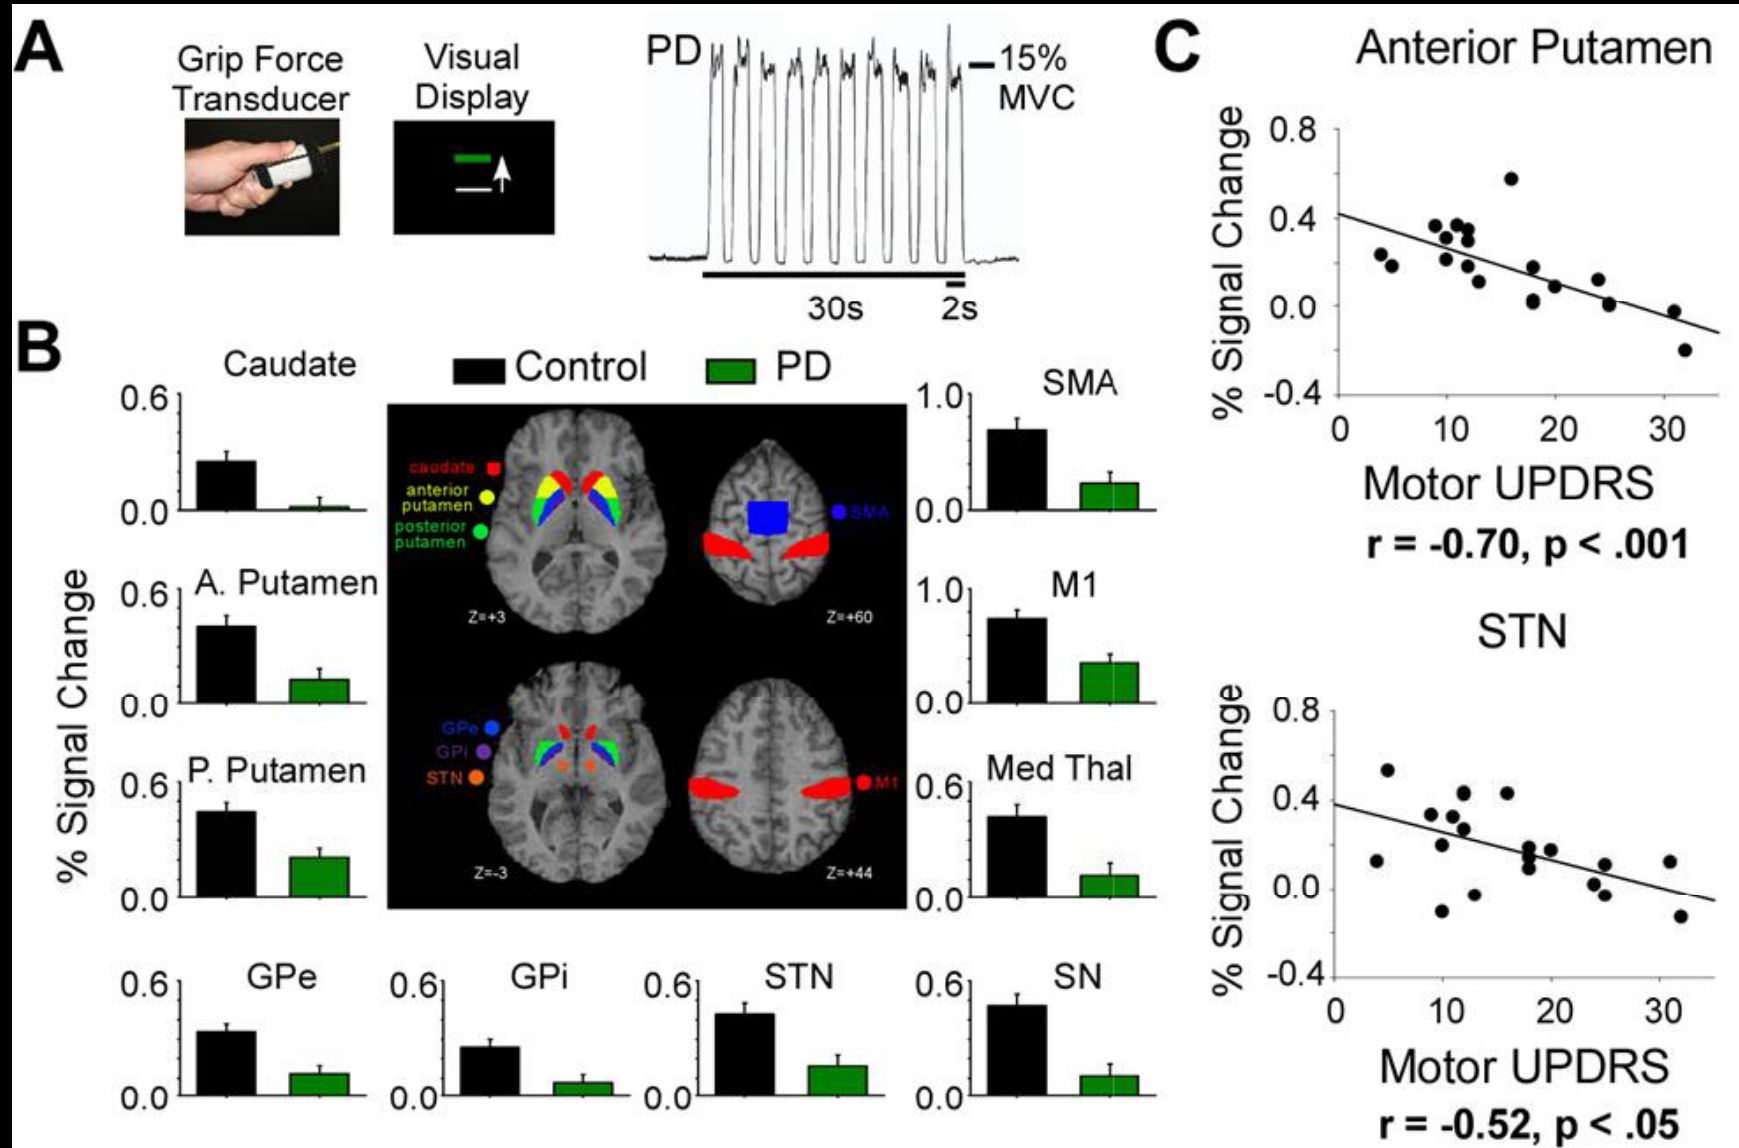 A
Grip Force
Transducer
Visual
Display
PD
15%
MVC
30s
2s
B
Control
PD
% Signal Change
Caudate
0.6
0.0
A. Putamen
0.6
0.0
P. Putamen
0.6
0.0
caudate
anterior
putamen
posterior
putamen
Z=+3
SMA
Z=+60
GPe
GPi
STN
Z=-3
M1
Z=+44
SMA
1.0
0.0
M1
1.0
0.0
Med Thal
0.6
0.0
GPe
0.6
0.0
GPi
0.6
0.0
STN
0.6
0.0
SN
0.6
0.0
C
Anterior Putamen
% Signal Change
0.8
0.4
0.0
-0.4
0 10 20 30
Motor UPDRS
r = -0.70, p < .001
STN
% Signal Change
0.8
0.4
0.0
-0.4
0 10 20 30
Motor UPDRS
r = -0.52, p < .05